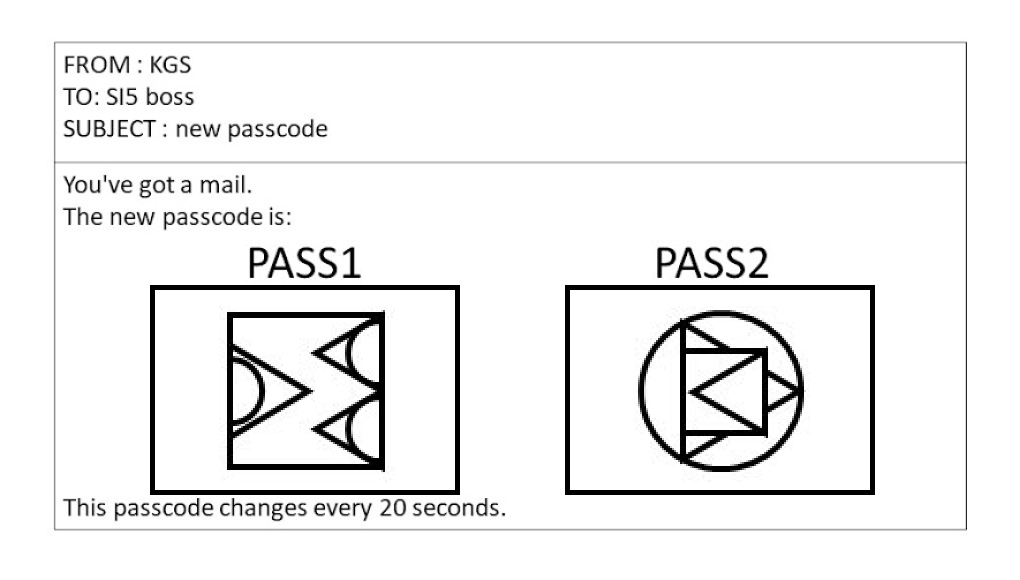 FROM : KGS
TO: SI5 boss
SUBJECT : new passcode
You've got a mail.
The new passcode is:
PASS1 PASS2
This passcode changes every 20 seconds.